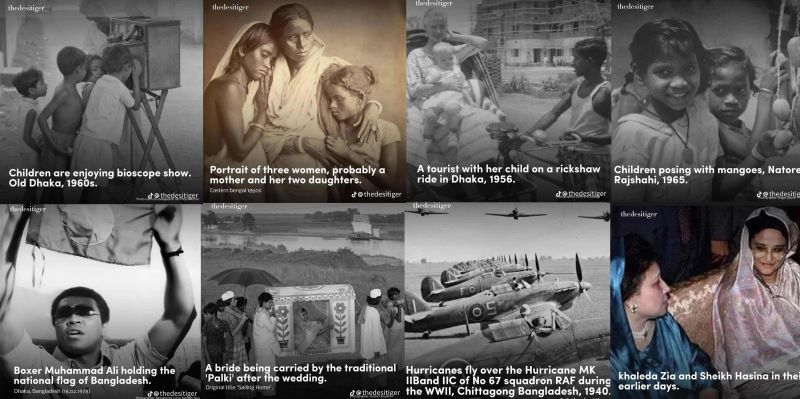 thedesitiger
Children are enjoying bioscope show.
Old Dhaka, 1960s.
@thedesitiger
thedesitiger
Portrait of three women, probably a
mother and her two daughters.
Eastern bengal 1860s
@thedesitiger
thedesitiger
A tourist with her child on a rickshaw
ride in Dhaka, 1956.
@thedesitiger
thedesitiger
Children posing with mangoes, Natore
Rajshahi, 1965.
@thedesitiger
thedesitiger
Boxer Muhammad Ali holding the
national flag of Bangladesh.
Dhaka, Bangladesh (18.02.1978)
@thedesitiger
thedesitiger
A bride being carried by the traditional
'Palki' after the wedding.
Original title 'Sailing Home'.
@thedesitiger
thedesitiger
Hurricanes fly over the Hurricane MK
IIBand IIC of No 67 squadron RAF during
the WWII, Chittagong Bangladesh, 1940.
thedesitiger
khaleda Zia and Sheikh Hasina in thei
earlier days.
@thedesitiger